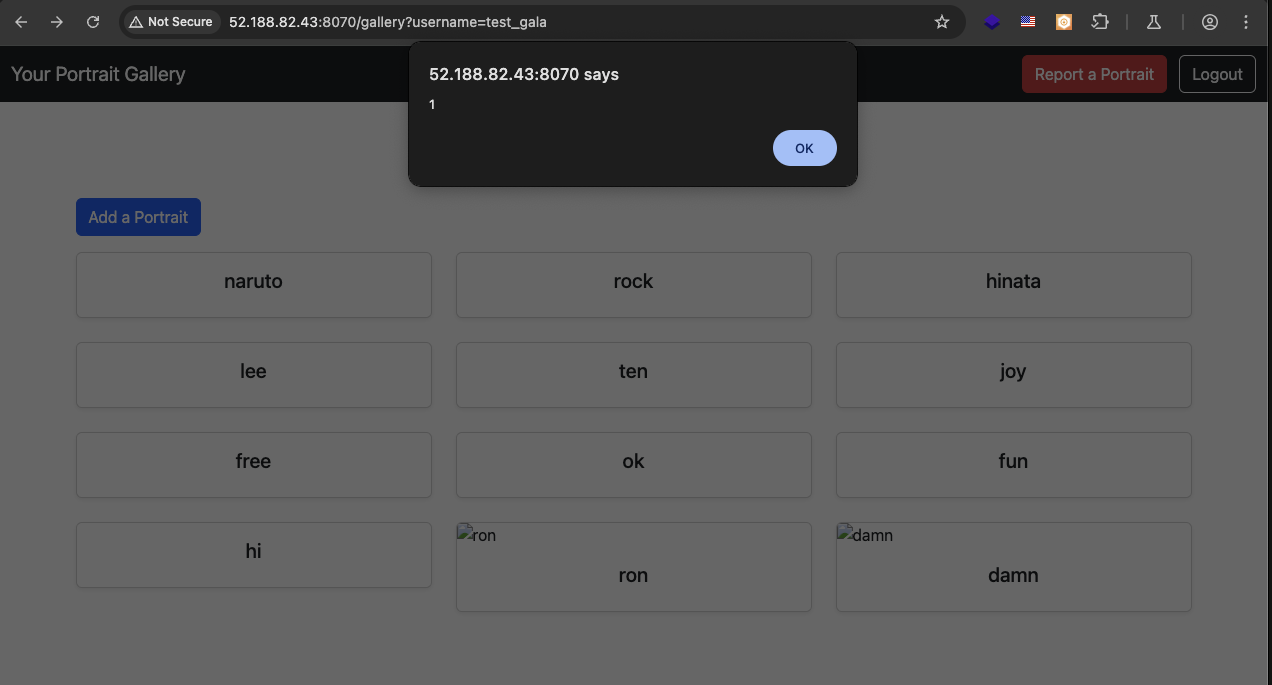 Not Secure 52.188.82.43:8070/gallery?username=test_gala
Your Portrait Gallery
52.188.82.43:8070 says
1
OK
Report a Portrait Logout
Add a Portrait
naruto rock hinata
lee ten joy
free ok fun
hi ron damn
ron damn